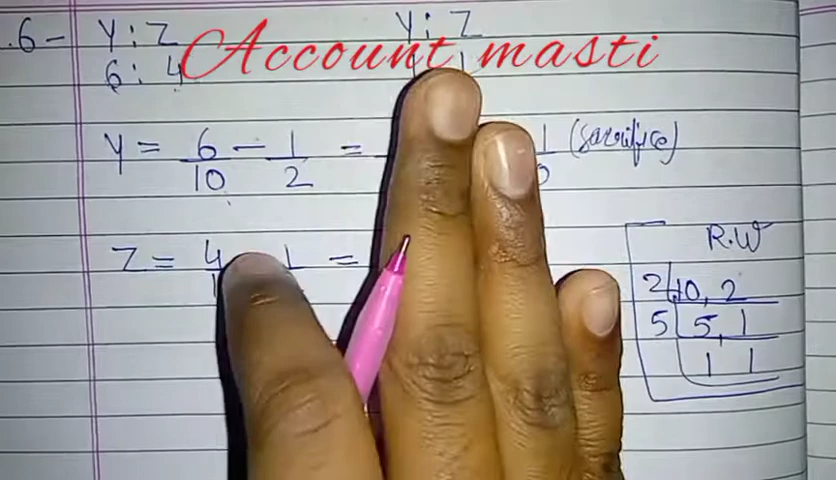 .6- Y : Z Y : Z
Account masti
6 : 4
Y = 6/10 - 1/2 = 1 (sacrifice)
Z = 4 1 =
R.W
2 | 10, 2
5 | 5, 1
1 1